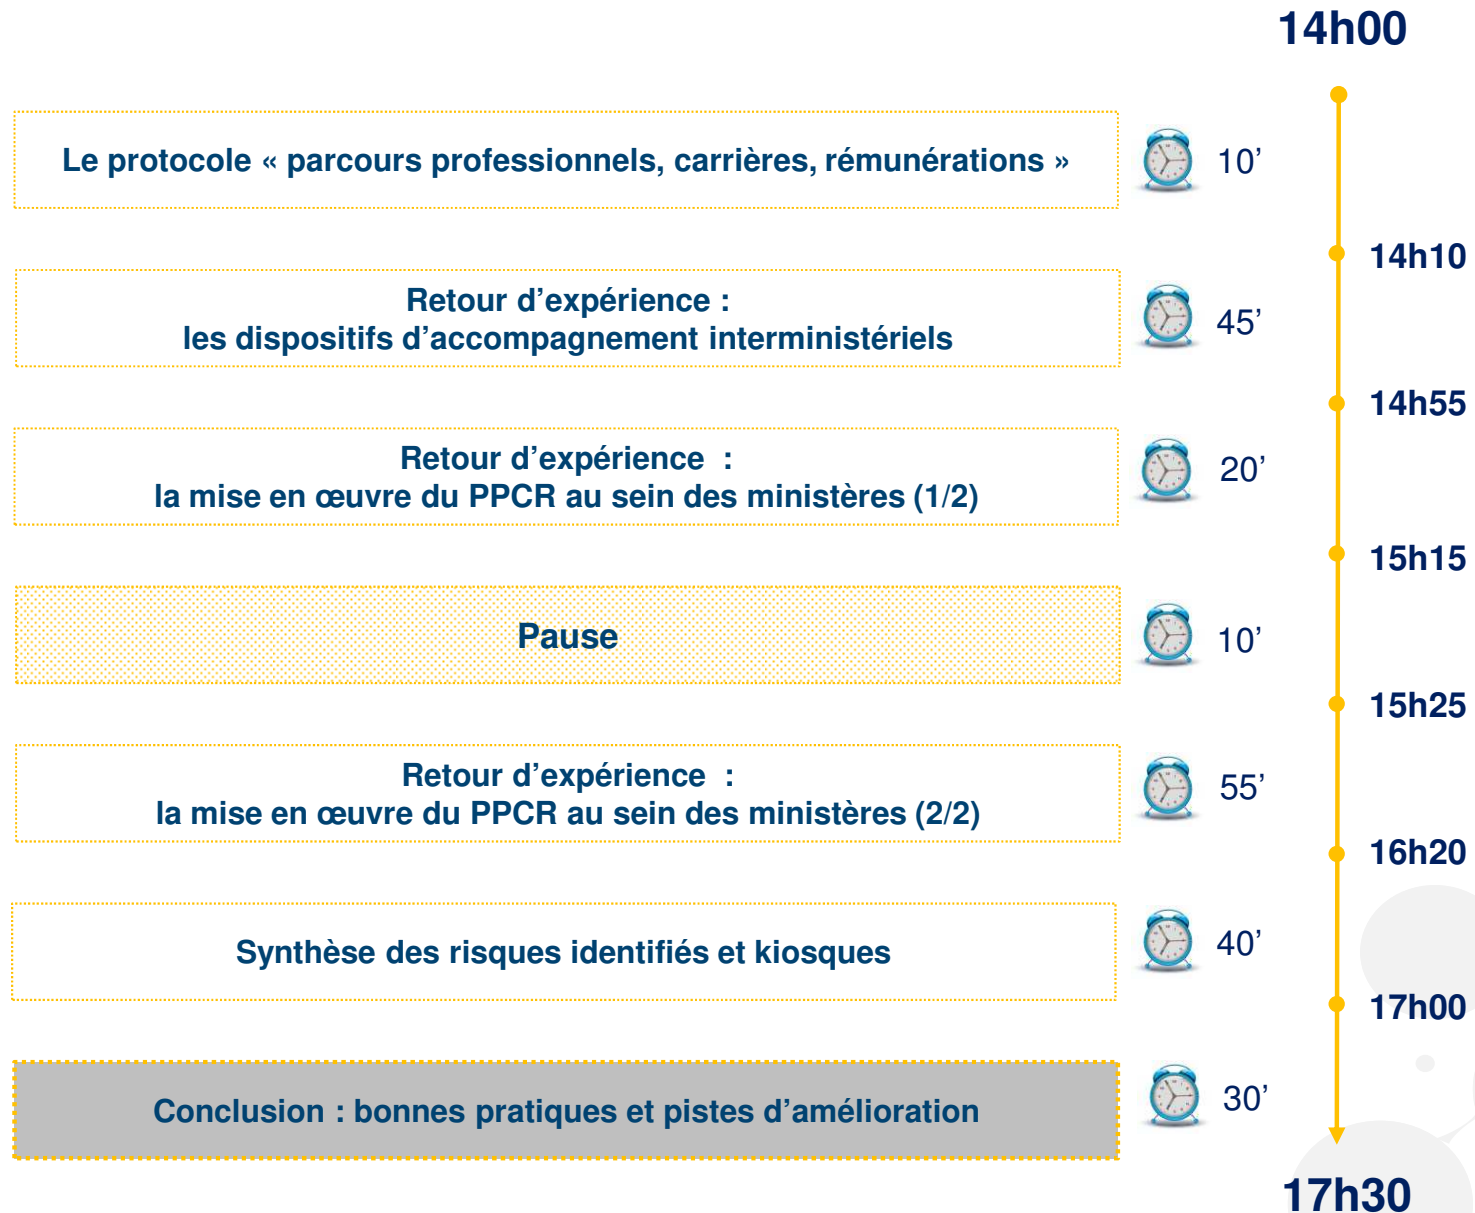 14h00
Le protocole « parcours professionnels, carrières, rémunérations »
10’
14h10
Retour d’expérience :
les dispositifs d’accompagnement interministériels
45’
14h55
Retour d’expérience :
la mise en œuvre du PPCR au sein des ministères (1/2)
20’
15h15
Pause
10’
15h25
Retour d’expérience :
la mise en œuvre du PPCR au sein des ministères (2/2)
55’
16h20
Synthèse des risques identifiés et kiosques
40’
17h00
Conclusion : bonnes pratiques et pistes d’amélioration
30’
17h30